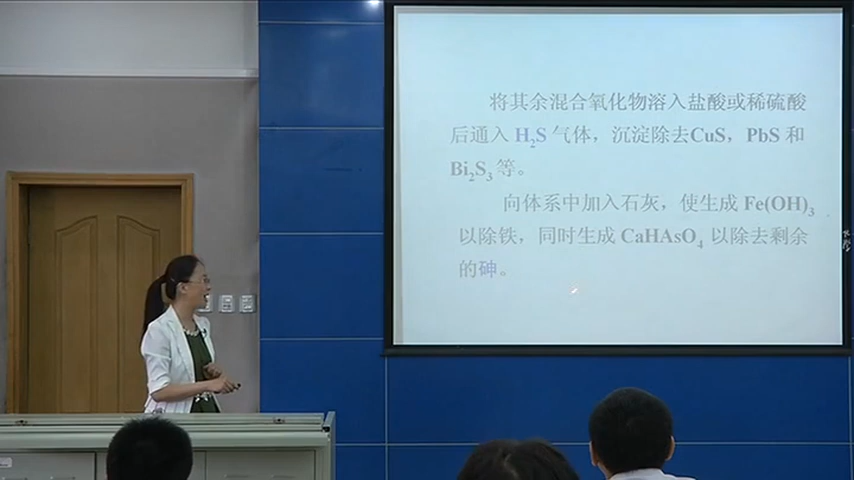 将其余混合氧化物溶入盐酸或稀硫酸
后通入 H₂S 气体，沉淀除去CuS，PbS 和
Bi₂S₃ 等。
向体系中加入石灰，使生成 Fe(OH)₃
以除铁，同时生成 CaHAsO₄ 以除去剩余
的砷。